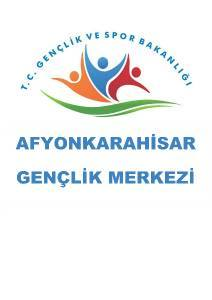 T.C. GENÇLİK VE SPOR BAKANLIĞI
AFYONKARAHİSAR
GENÇLİK MERKEZİ